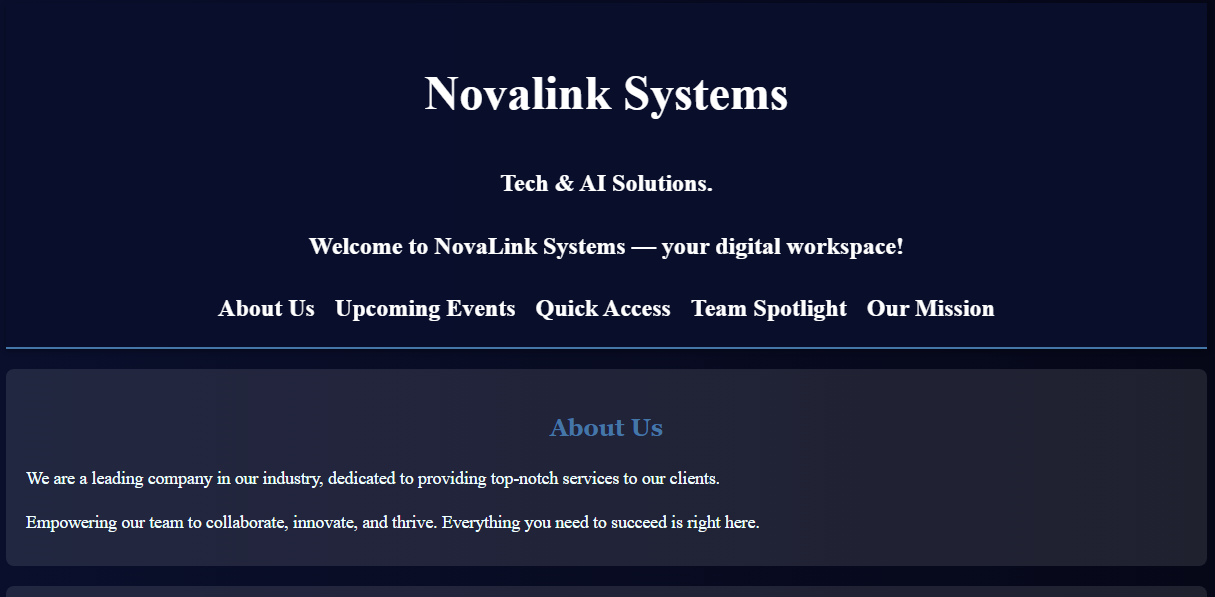 Novalink Systems
Tech & AI Solutions.
Welcome to NovaLink Systems — your digital workspace!
About Us Upcoming Events Quick Access Team Spotlight Our Mission
About Us
We are a leading company in our industry, dedicated to providing top-notch services to our clients.
Empowering our team to collaborate, innovate, and thrive. Everything you need to succeed is right here.